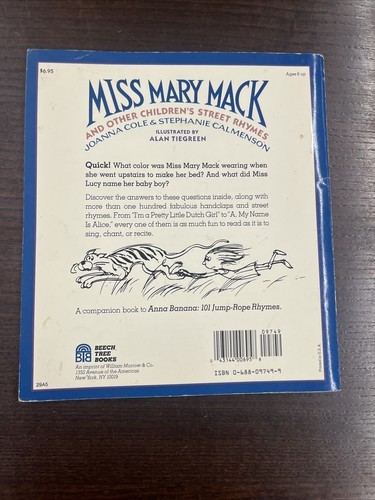 $6.95
Ages 6 up
MISS MARY MACK
AND OTHER CHILDREN'S STREET RHYMES
JOANNA COLE & STEPHANIE CALMENSON
ILLUSTRATED BY
ALAN TIEGREEN
Quick! What color was Miss Mary Mack wearing when
she went upstairs to make her bed? And what did Miss
Lucy name her baby boy?
Discover the answers to these questions inside, along with
more than one hundred fabulous handclaps and street
rhymes. From "I'm a Pretty Little Dutch Girl" to "A, My Name
Is Alice," every one of them is as much fun to read as it is to
sing, chant, or recite.
A companion book to Anna Banana: 101 Jump-Rope Rhymes.
BTB
BEECH
TREE
BOOKS
An imprint of William Morrow & Co.
1350 Avenue of the Americas
New York, NY 10019
29A5
09749
ISBN 0-688-09749-9
Printed in U.S.A.